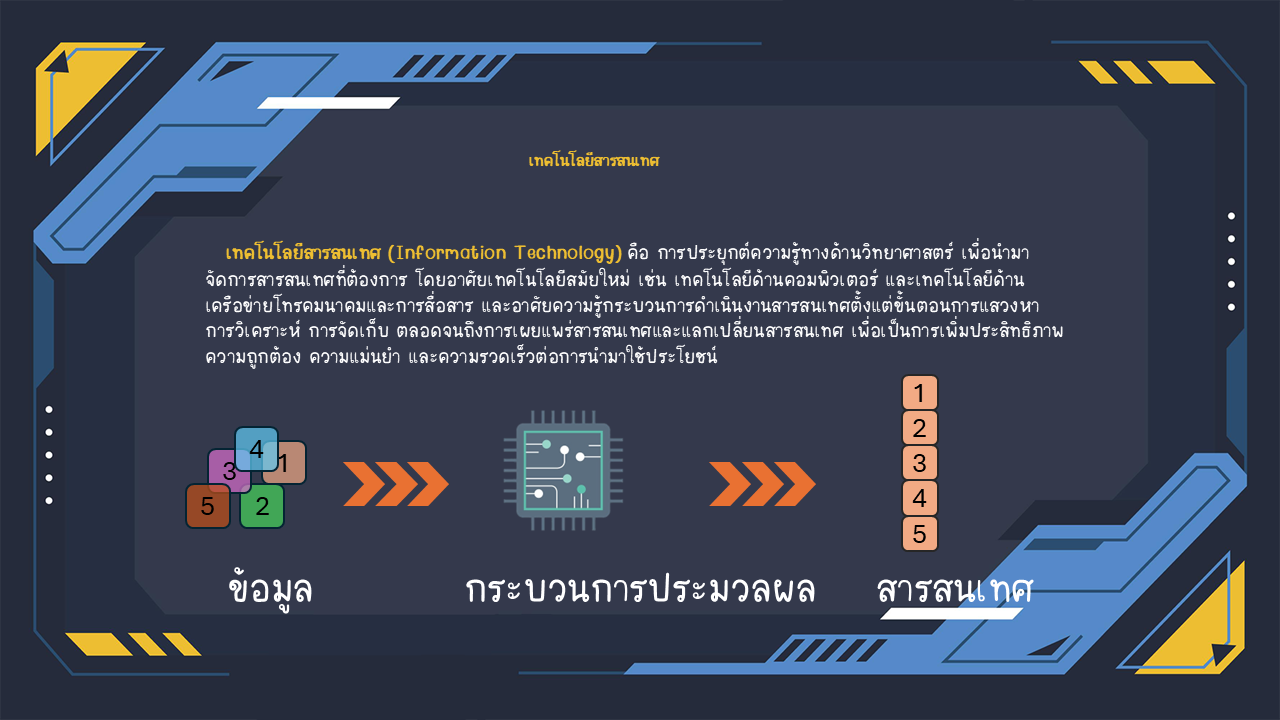 เทคโนโลยีสารสนเทศ
เทคโนโลยีสารสนเทศ (Information Technology) คือ การประยุกต์ความรู้ทางด้านวิทยาศาสตร์ เพื่อนำมา
จัดการสารสนเทศที่ต้องการ โดยอาศัยเทคโนโลยีสมัยใหม่ เช่น เทคโนโลยีด้านคอมพิวเตอร์ และเทคโนโลยีด้าน
เครือข่ายโทรคมนาคมและการสื่อสาร และอาศัยความรู้กระบวนการดำเนินงานสารสนเทศตั้งแต่ขั้นตอนการแสวงหา
การวิเคราะห์ การจัดเก็บ ตลอดจนถึงการเผยแพร่สารสนเทศและแลกเปลี่ยนสารสนเทศ เพื่อเป็นการเพิ่มประสิทธิภาพ
ความถูกต้อง ความแม่นยำ และความรวดเร็วต่อการนำมาใช้ประโยชน์
4
3 1
5 2
1
2
3
4
5
ข้อมูล กระบวนการประมวลผล สารสนเทศ